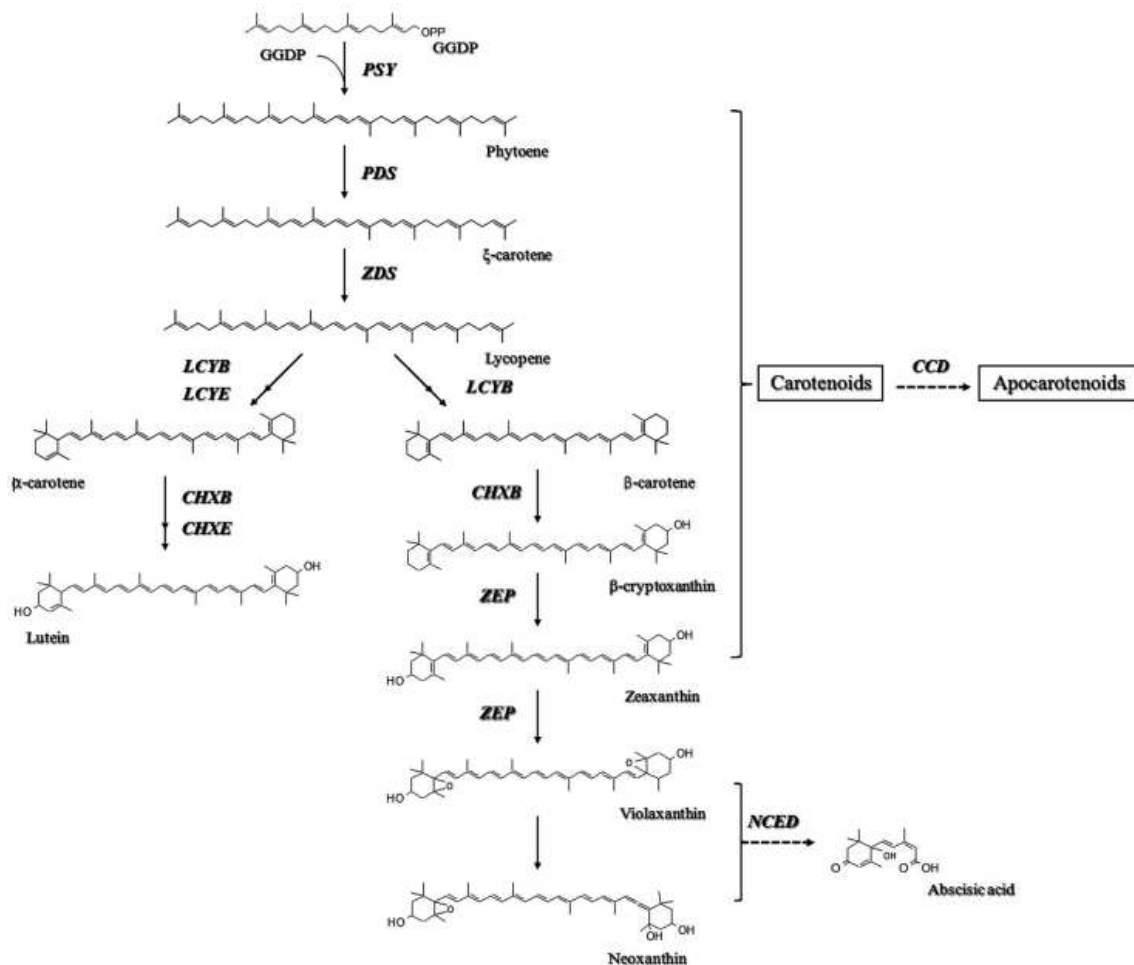 OPP
GGDP
GGDP
PSY
Phytoene
PDS
ξ-carotene
ZDS
Lycopene
LCYB
LCYE
LCYB
Carotenoids
CCD
Apocarotenoids
α-carotene
β-carotene
CHXB
CHXE
CHXB
OH
β-cryptoxanthin
OH
HO
Lutein
ZEP
OH
HO
Zeaxanthin
ZEP
OH
O
O
HO
Violaxanthin
NCED
OH
O
O
OH
Abscisic acid
O
HO
OH
OH
Neoxanthin